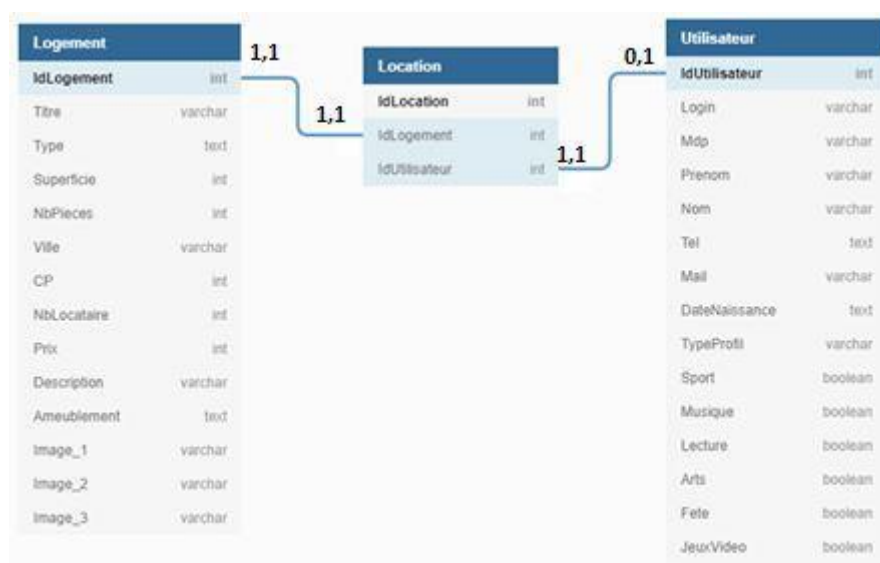 Logement
IdLogement int
Titre varchar
Type text
Superficie int
NbPieces int
Ville varchar
CP int
NbLocataire int
Prix int
Description varchar
Ameublement text
Image_1 varchar
Image_2 varchar
Image_3 varchar
1,1
1,1
Location
IdLocation int
IdLogement int
IdUtilisateur int
1,1
0,1
Utilisateur
IdUtilisateur int
Login varchar
Mdp varchar
Prenom varchar
Nom varchar
Tel text
Mail varchar
DateNaissance text
TypeProfil varchar
Sport boolean
Musique boolean
Lecture boolean
Arts boolean
Fete boolean
JeuxVideo boolean